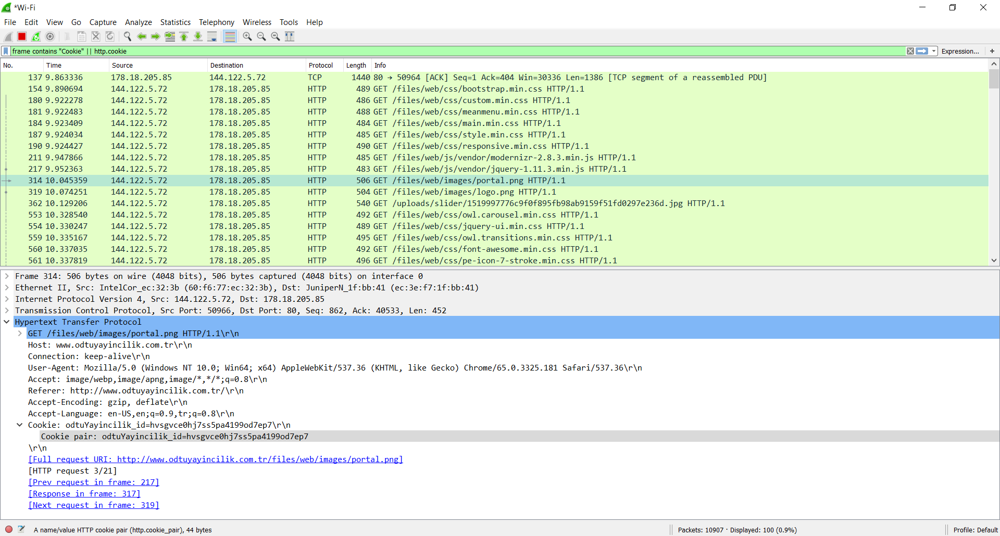 *Wi-Fi
File Edit View Go Capture Analyze Statistics Telephony Wireless Tools Help
frame contains "Cookie" || http.cookie Expression... +
No. Time Source Destination Protocol Length Info
137 9.863336 178.18.205.85 144.122.5.72 TCP 1440 80 → 50964 [ACK] Seq=1 Ack=404 Win=30336 Len=1386 [TCP segment of a reassembled PDU]
154 9.890694 144.122.5.72 178.18.205.85 HTTP 489 GET /files/web/css/bootstrap.min.css HTTP/1.1
180 9.922278 144.122.5.72 178.18.205.85 HTTP 486 GET /files/web/css/custom.min.css HTTP/1.1
181 9.922483 144.122.5.72 178.18.205.85 HTTP 488 GET /files/web/css/meanmenu.min.css HTTP/1.1
184 9.923409 144.122.5.72 178.18.205.85 HTTP 484 GET /files/web/css/main.min.css HTTP/1.1
187 9.924034 144.122.5.72 178.18.205.85 HTTP 485 GET /files/web/css/style.min.css HTTP/1.1
190 9.924427 144.122.5.72 178.18.205.85 HTTP 490 GET /files/web/css/responsive.min.css HTTP/1.1
211 9.947866 144.122.5.72 178.18.205.85 HTTP 485 GET /files/web/js/vendor/modernizr-2.8.3.min.js HTTP/1.1
217 9.952363 144.122.5.72 178.18.205.85 HTTP 483 GET /files/web/js/vendor/jquery-1.11.3.min.js HTTP/1.1
314 10.045359 144.122.5.72 178.18.205.85 HTTP 506 GET /files/web/images/portal.png HTTP/1.1
319 10.074251 144.122.5.72 178.18.205.85 HTTP 504 GET /files/web/images/logo.png HTTP/1.1
362 10.129206 144.122.5.72 178.18.205.85 HTTP 540 GET /uploads/slider/1519997776c9f0f895fb98ab9159f51fd0297e236d.jpg HTTP/1.1
553 10.328540 144.122.5.72 178.18.205.85 HTTP 492 GET /files/web/css/owl.carousel.min.css HTTP/1.1
554 10.330247 144.122.5.72 178.18.205.85 HTTP 489 GET /files/web/css/jquery-ui.min.css HTTP/1.1
559 10.335167 144.122.5.72 178.18.205.85 HTTP 495 GET /files/web/css/owl.transitions.min.css HTTP/1.1
560 10.337035 144.122.5.72 178.18.205.85 HTTP 492 GET /files/web/css/font-awesome.min.css HTTP/1.1
561 10.337819 144.122.5.72 178.18.205.85 HTTP 496 GET /files/web/css/pe-icon-7-stroke.min.css HTTP/1.1
Frame 314: 506 bytes on wire (4048 bits), 506 bytes captured (4048 bits) on interface 0
Ethernet II, Src: IntelCor_ec:32:3b (60:f6:77:ec:32:3b), Dst: JuniperN_1f:bb:41 (ec:3e:f7:1f:bb:41)
Internet Protocol Version 4, Src: 144.122.5.72, Dst: 178.18.205.85
Transmission Control Protocol, Src Port: 50966, Dst Port: 80, Seq: 862, Ack: 40533, Len: 452
Hypertext Transfer Protocol
GET /files/web/images/portal.png HTTP/1.1\r\n
Host: www.odtuyayincilik.com.tr\r\n
Connection: keep-alive\r\n
User-Agent: Mozilla/5.0 (Windows NT 10.0; Win64; x64) AppleWebKit/537.36 (KHTML, like Gecko) Chrome/65.0.3325.181 Safari/537.36\r\n
Accept: image/webp,image/apng,image/*,*/*;q=0.8\r\n
Referer: http://www.odtuyayincilik.com.tr/\r\n
Accept-Encoding: gzip, deflate\r\n
Accept-Language: en-US,en;q=0.9,tr;q=0.8\r\n
Cookie: odtuYayincilik_id=hvsgvce0hj7ss5pa4199od7ep7\r\n
Cookie pair: odtuYayincilik_id=hvsgvce0hj7ss5pa4199od7ep7
\r\n
[Full request URI: http://www.odtuyayincilik.com.tr/files/web/images/portal.png]
[HTTP request 3/21]
[Prev request in frame: 217]
[Response in frame: 317]
[Next request in frame: 319]
A name/value HTTP cookie pair (http.cookie_pair), 44 bytes Packets: 10907 · Displayed: 100 (0.9%) Profile: Default